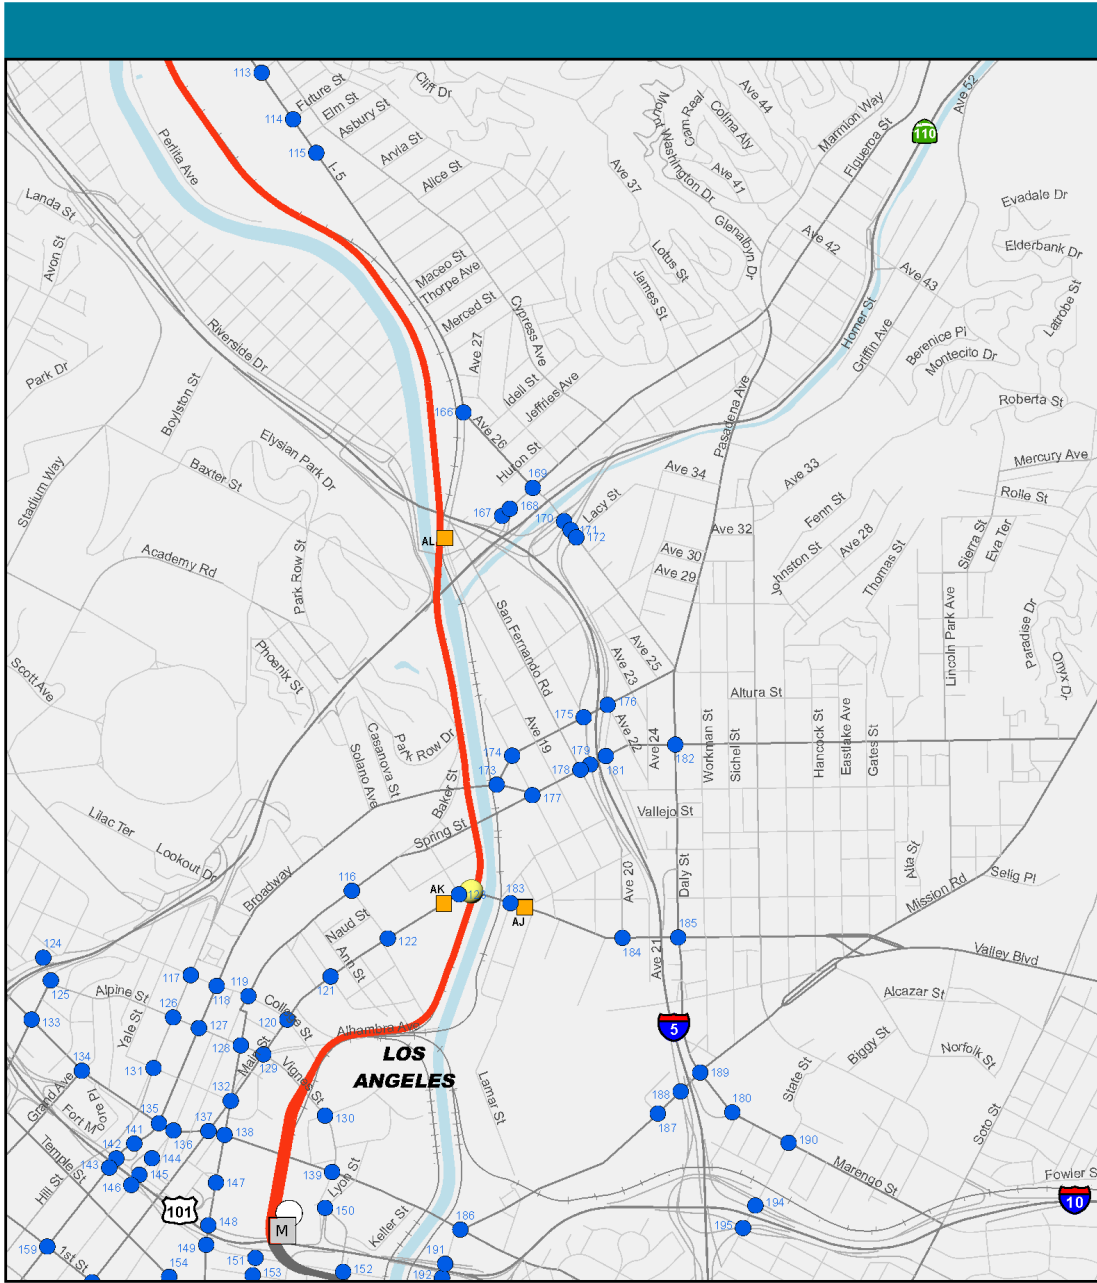 113
Future St
Cliff Dr
Ave 44
Ave 52
114
Elm St
Asbury St
Mount Washington Dr
Cam Real
Colina Aly
Marmion Way
Figueroa St
110
Perlita Ave
115
I-5
Arvia St
Alice St
Ave 37
Ave 41
Landa St
Evadale Dr
Avon St
Glenalbyn Dr
Ave 42
Elderbank Dr
Maceo St
Thorpe Ave
Lotus St
James St
Ave 43
Latrobe St
Merced St
Cypress Ave
Homer St
Griffin Ave
Riverside Dr
Ave 27
Berenice Pl
Montecito Dr
Park Dr
Boylston St
Idell St
Jeffries Ave
Pasadena Ave
Roberta St
166
Ave 26
Elysian Park Dr
Huron St
Stadium Way
Baxter St
169
Ave 34
Ave 33
Mercury Ave
Rolle St
167
168
170
Lacy St
171
172
Fenn St
Ave 32
AL
Ave 28
Sierra St
Eva Ter
Academy Rd
Park Row St
Ave 30
Ave 29
Johnston St
Thomas St
San Fernando Rd
Lincoln Park Ave
Paradise Dr
Onyx Dr
Phoenix St
Ave 25
Ave 23
Scott Ave
Altura St
176
175
Casanova St
Solano Ave
Park Row Dr
Ave 19
Ave 22
Ave 24
Workman St
Sichel St
Hancock St
Eastlake Ave
Gates St
174
179
181
182
173
178
Baker St
177
Lilac Ter
Spring St
Vallejo St
Lookout Dr
Broadway
116
AK
183
AJ
Ave 20
Daly St
Alta St
Mission Rd
Selig Pl
Naud St
122
184
185
Ave 21
Valley Blvd
124
117
118
119
121
Ann St
125
Alpine St
126
College St
120
Alcazar St
133
Yale St
127
Alhambra Ave
5
128
Main St
129
LOS
ANGELES
Biggy St
Norfolk St
134
131
Vignes St
Lamar St
189
State St
Grand Ave
132
188
180
Fort Moore Pl
135
137
130
187
Soto St
141
136
138
190
Temple St
142
143
144
145
139
Lyon St
Marengo St
Hill St
146
147
101
150
194
Fowler S
10
148
M
Keller St
186
195
159
149
1st St
151
191
154
153
152
192